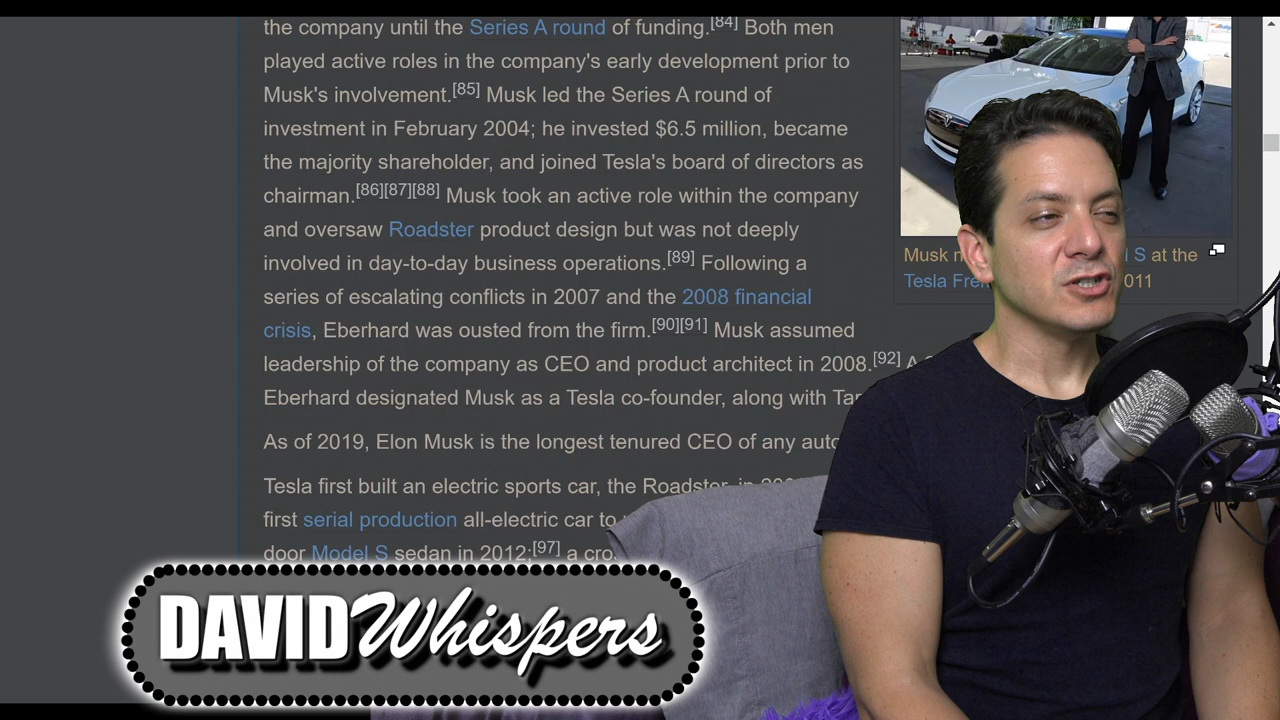 the company until the Series A round of funding.[84] Both men
played active roles in the company's early development prior to
Musk's involvement.[85] Musk led the Series A round of
investment in February 2004; he invested $6.5 million, became
the majority shareholder, and joined Tesla's board of directors as
chairman.[86][87][88] Musk took an active role within the company
and oversaw Roadster product design but was not deeply
involved in day-to-day business operations.[89] Following a
series of escalating conflicts in 2007 and the 2008 financial
crisis, Eberhard was ousted from the firm.[90][91] Musk assumed
leadership of the company as CEO and product architect in 2008.[92] A
Eberhard designated Musk as a Tesla co-founder, along with
As of 2019, Elon Musk is the longest tenured CEO of any
Tesla first built an electric sports car, the Roadster, in
first serial production all-electric car to
door Model S sedan in 2012;[97] a
Musk
S at the
Tesla
011
DAVID Whispers